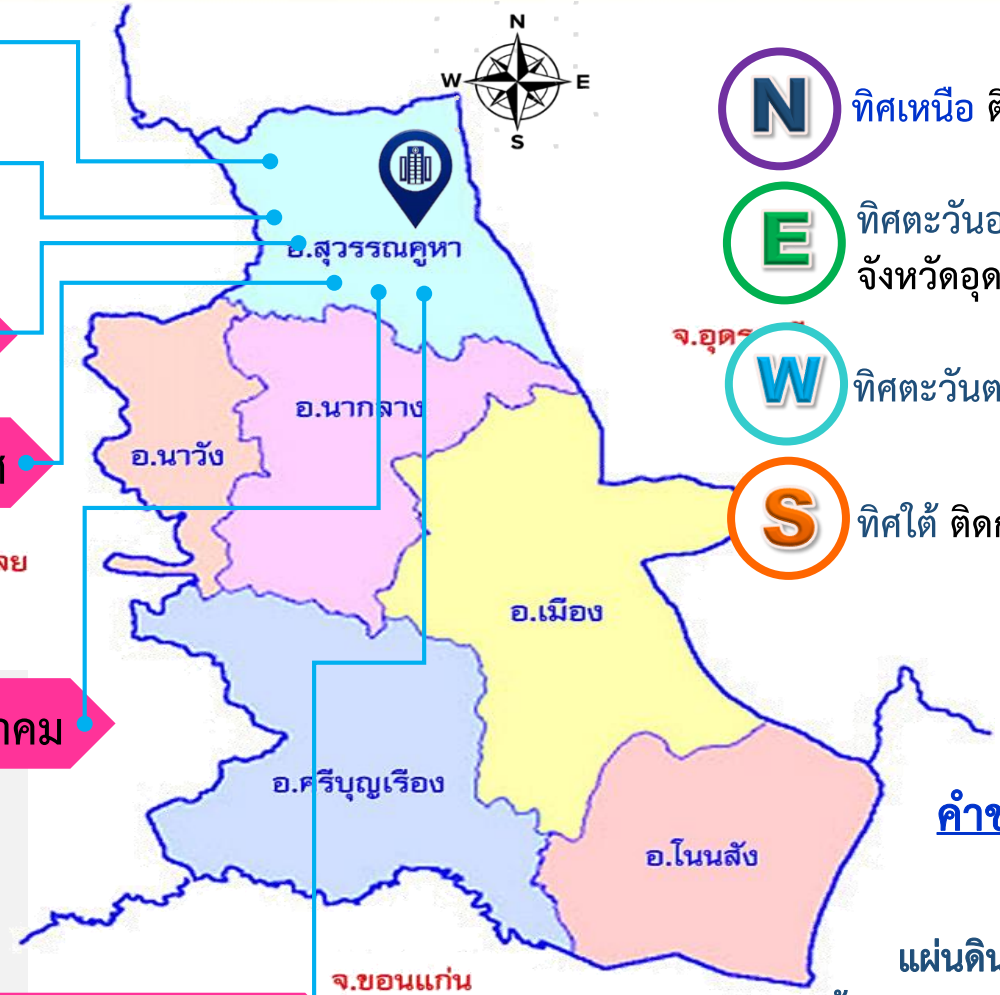 N
W
E
S
N
ทิศเหนือ
E
ทิศตะวัน
จังหวัดอุด
อ.สุวรรณคูหา
จ.อุดร
W
ทิศตะวัน
อ.นากลาง
อ.นาวัง
S
ทิศใต้ ติด
อ.เมือง
าคม
อ.ศรีบุญเรือง
อ.โนนสัง
แผ่นดิน
จ.ขอนแก่น